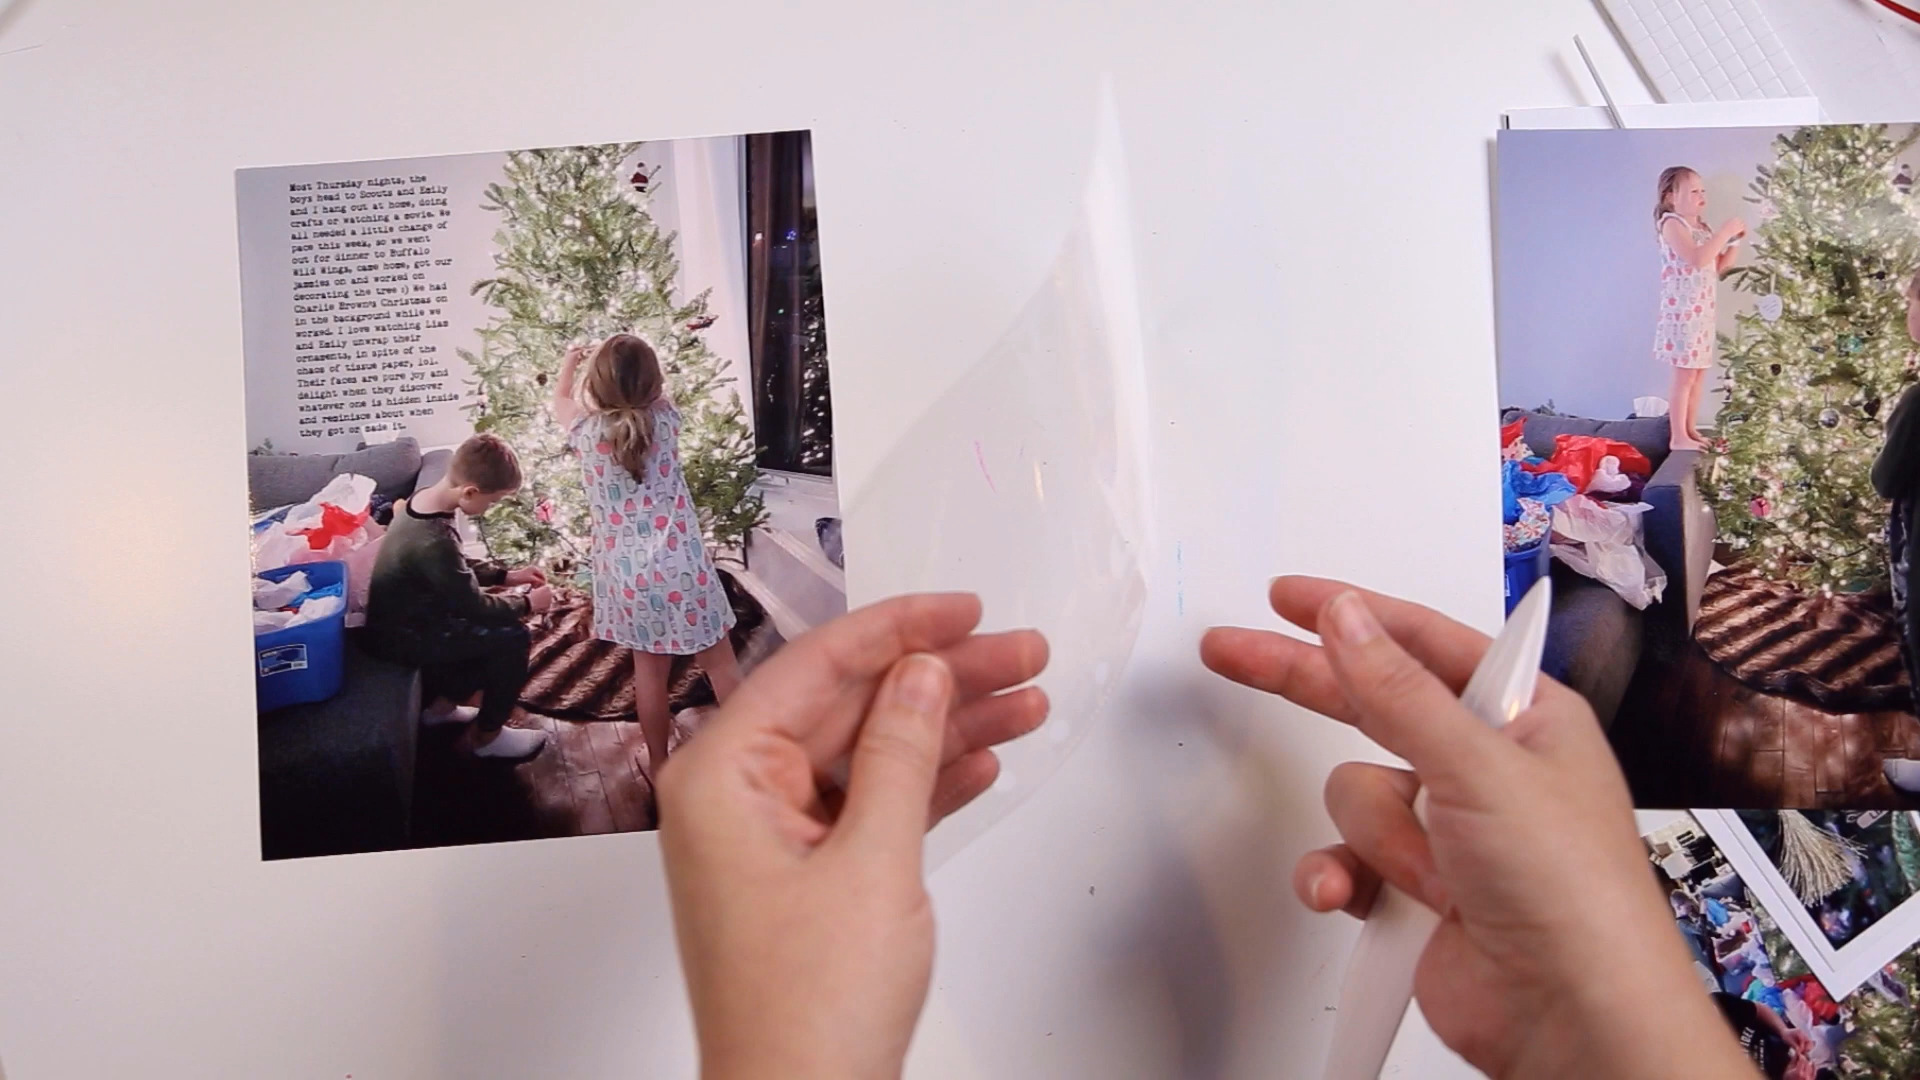 Most Thursday nights, the
boys head to Scouts and Emily
and I hang out at home, doing
crafts or watching a movie. We
all needed a little change of
pace this week, so we went
out for dinner to Buffalo
Wild Wings, came home, got our
jammies on and worked on
decorating the tree :) We had
Charlie Brown's Christmas on
in the background while we
worked. I love watching Liam
and Emily unwrap their
ornaments, in spite of the
chaos of tissue paper, lol.
Their faces are pure joy and
delight when they discover
whatever one is hidden inside
and reminisce about when
they got or made it.